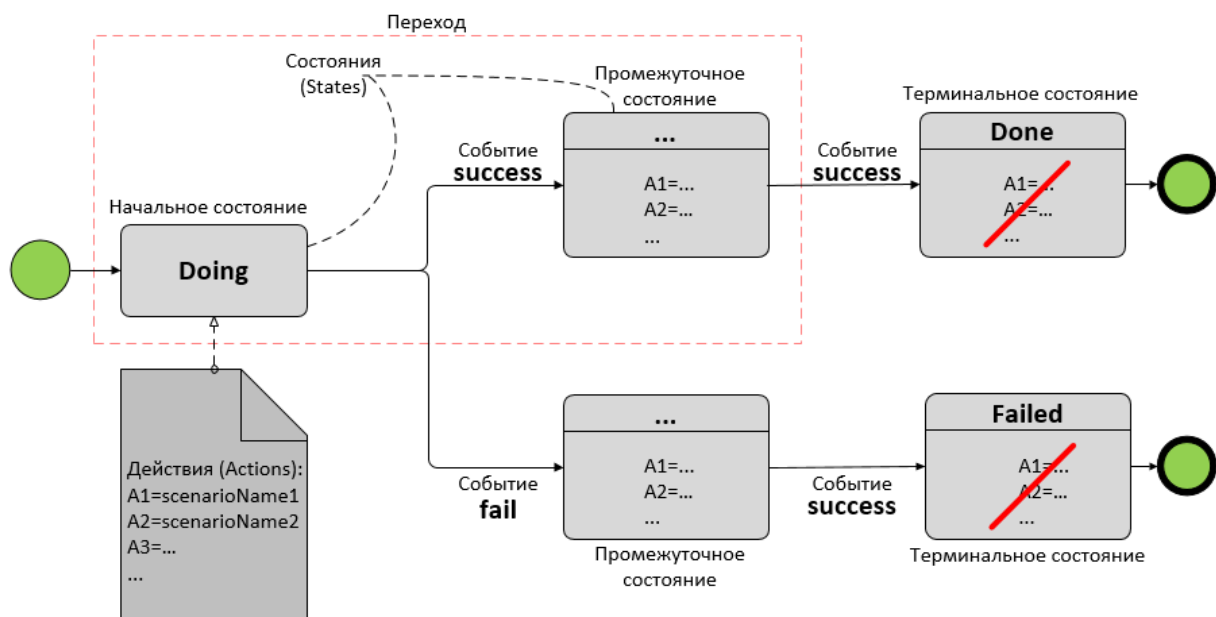 Переход
Состояния
(States)
Промежуточное
состояние
...
A1=...
A2=...
...
Терминальное состояние
Done
A1=...
A2=...
...
Событие
success
Событие
success
Начальное состояние
Doing
Действия (Actions):
A1=scenarioName1
A2=scenarioName2
A3=...
...
Событие
fail
...
A1=...
A2=...
...
Промежуточное
состояние
Событие
success
Failed
A1=...
A2=...
...
Терминальное состояние